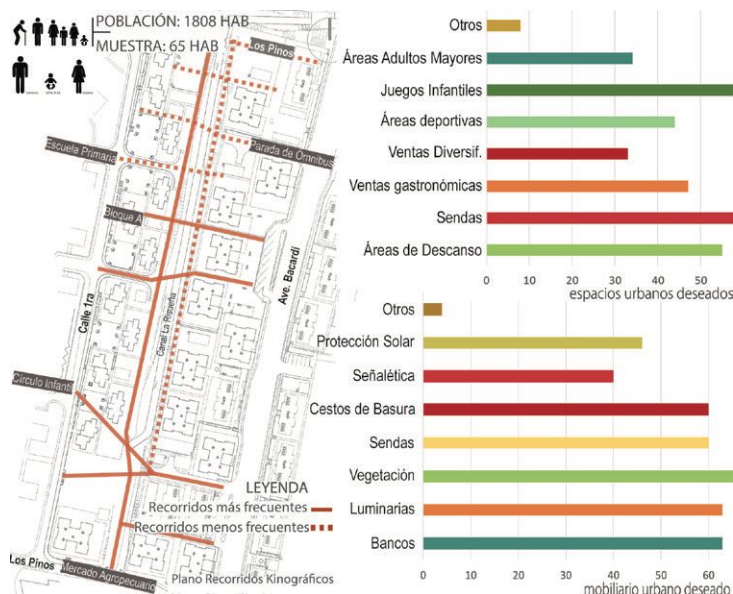 POBLACIÓN: 1808 HAB
MUESTRA: 65 HAB
Los Pinos
Escuela Primaria
Parada de Omnibus
Bloque A
Ave. Bacardí
Calle 1ra
Canal La Risueña
Círculo Infantil
LEYENDA
Recorridos más frecuentes
Recorridos menos frecuentes
Los Pinos
Mercado Agropecuario
Plano Recorridos Kinográficos
Otros
Áreas Adultos Mayores
Juegos Infantiles
Áreas deportivas
Ventas Diversif.
Ventas gastronómicas
Sendas
Áreas de Descanso
0 10 20 30 40 50
espacios urbanos deseados
Otros
Protección Solar
Señalética
Cestos de Basura
Sendas
Vegetación
Luminarias
Bancos
0 10 20 30 40 50 60
mobiliario urbano deseado